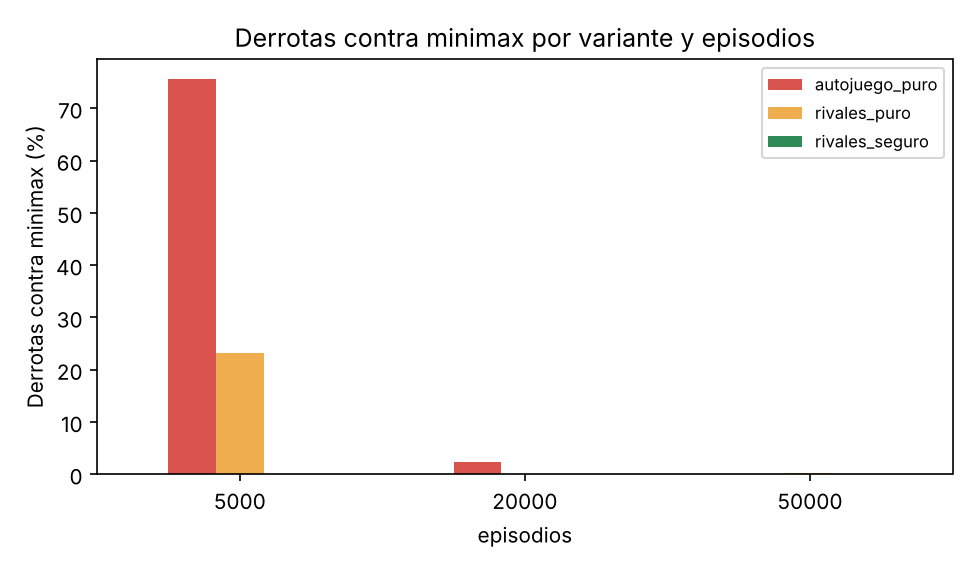 Derrotas contra minimax por variante y episodios
autojuego_puro
rivales_puro
rivales_seguro
Derrotas contra minimax (%)
70
60
50
40
30
20
10
0
5000
20000
50000
episodios